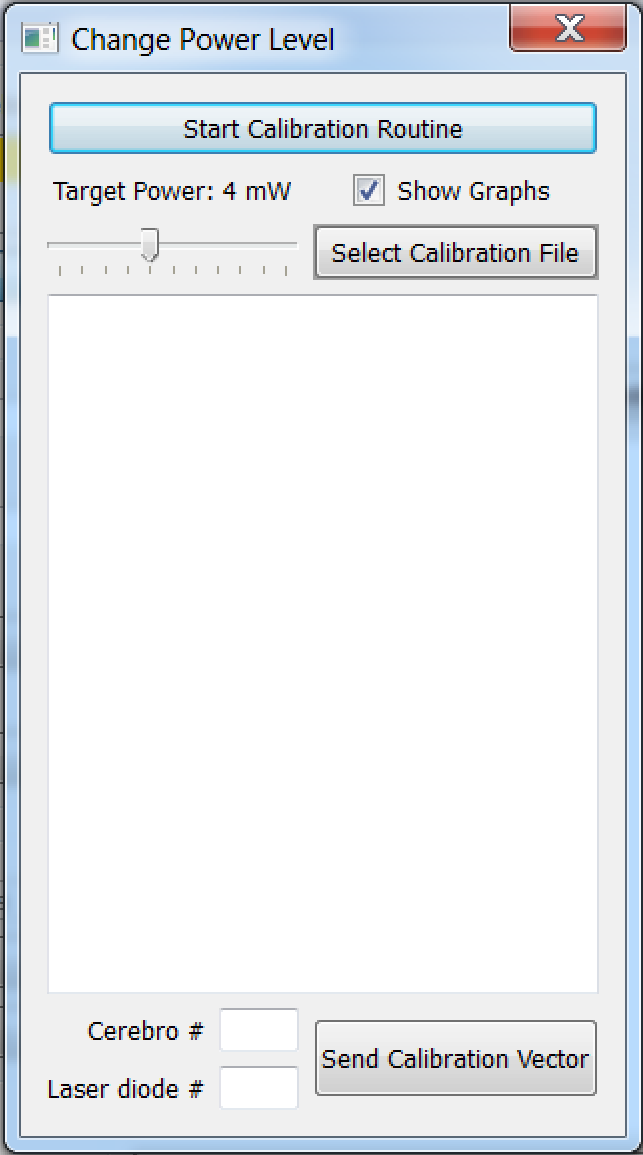 Change Power Level
Start Calibration Routine
Target Power: 4 mW
Show Graphs
Select Calibration File
Cerebro #
Send Calibration Vector
Laser diode #